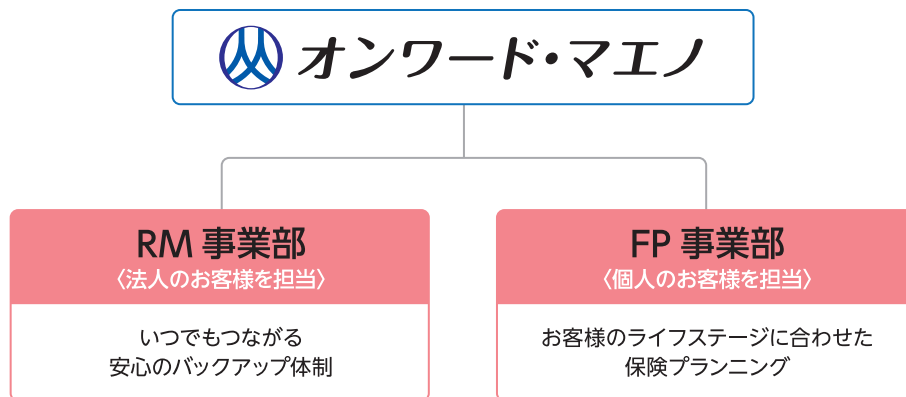 オンワード・マエノ
RM 事業部
〈法人のお客様を担当〉
いつでもつながる
安心のバックアップ体制
FP 事業部
〈個人のお客様を担当〉
お客様のライフステージに合わせた
保険プランニング